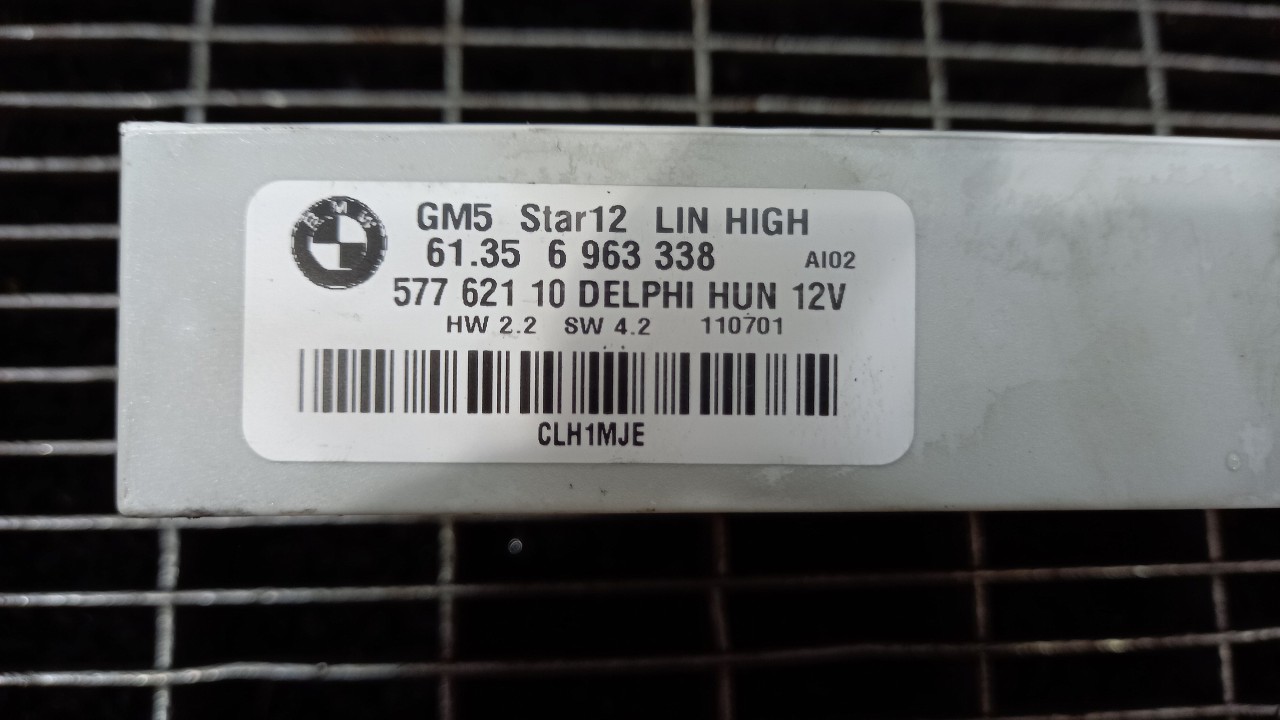 BMW
GM5 Star12 LIN HIGH
61.35 6 963 338 AI02
577 621 10 DELPHI HUN 12V
HW 2.2 SW 4.2 110701
CLH1MJE